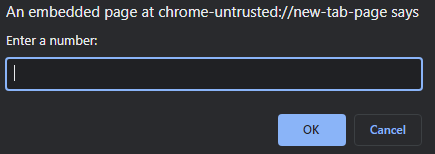 An embedded page at chrome-untrusted://new-tab-page says
Enter a number:
OK Cancel